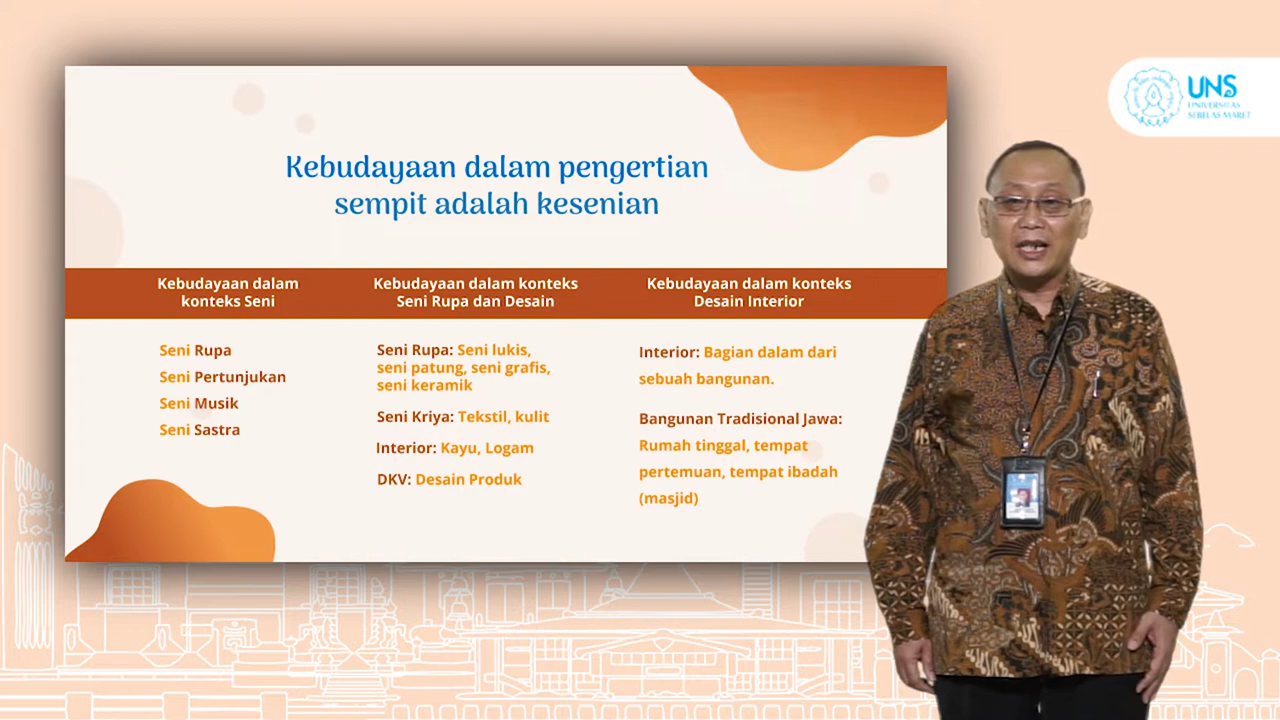 Kebudayaan dalam pengertian
sempit adalah kesenian
Kebudayaan dalam
konteks Seni
Seni Rupa
Seni Pertunjukan
Seni Musik
Seni Sastra
Kebudayaan dalam konteks
Seni Rupa dan Desain
Seni Rupa: Seni lukis,
seni patung, seni grafis,
seni keramik
Seni Kriya: Tekstil, kulit
Interior: Kayu, Logam
DKV: Desain Produk
Kebudayaan dalam konteks
Desain Interior
Interior: Bagian dalam dari
sebuah bangunan.
Bangunan Tradisional Jawa:
Rumah tinggal, tempat
pertemuan, tempat ibadah
(masjid)
UNS
UNIVERSITAS
SEBELAS MARET